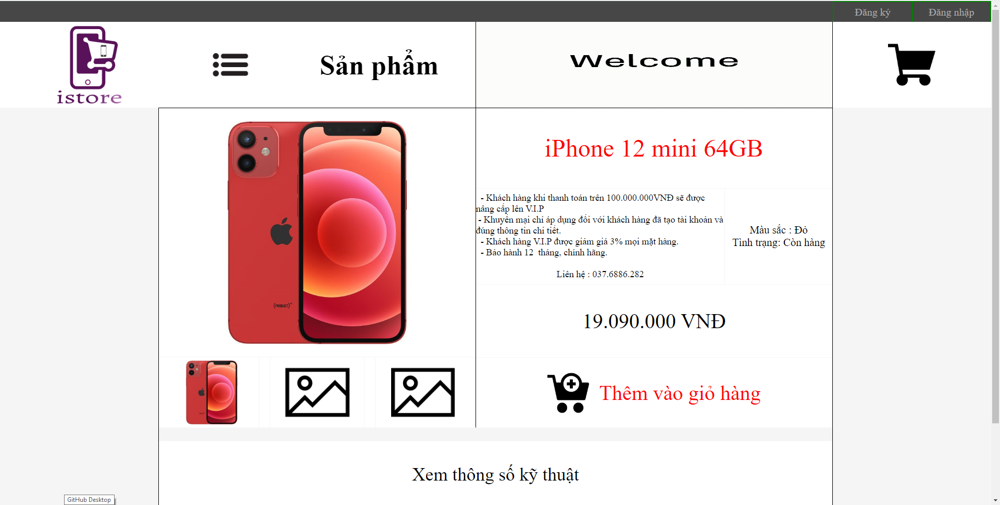 Đăng ký
Đăng nhập
istore
Sản phẩm
Welcome
iPhone 12 mini 64GB
- Khách hàng khi thanh toán trên 100.000.000VNĐ sẽ được
nâng cấp lên V.I.P
- Khuyến mại chỉ áp dụng đối với khách hàng đã tạo tài khoản và
đúng thông tin chi tiết.
- Khách hàng V.I.P được giảm giá 3% mọi mặt hàng.
- Bảo hành 12 tháng, chính hãng.
Liên hệ : 037.6886.282
Màu sắc : Đỏ
Tình trạng: Còn hàng
(PRODUCT)
19.090.000 VNĐ
Thêm vào giỏ hàng
Xem thông số kỹ thuật
GitHub Desktop